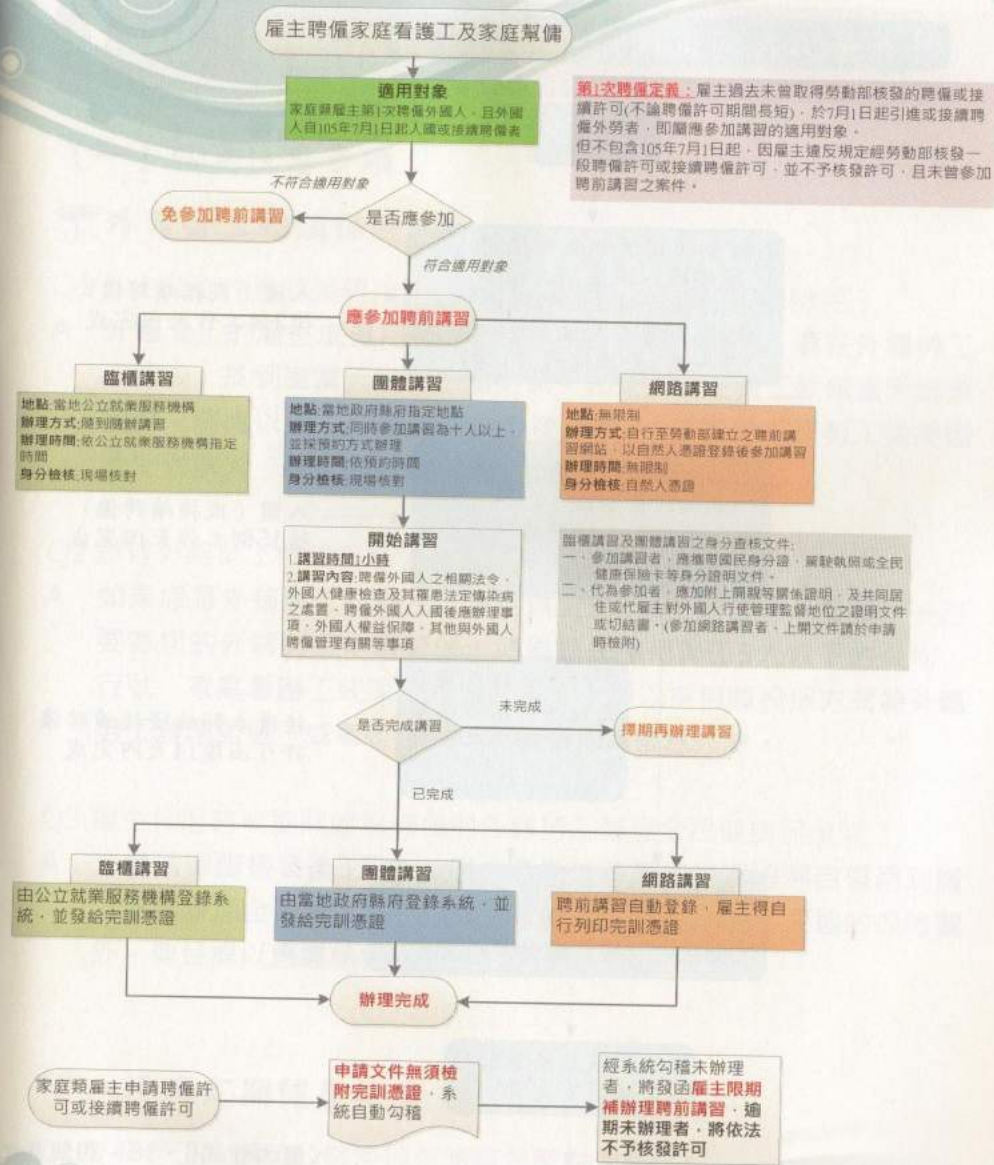 雇主聘僱家庭看護工及家庭幫傭
適用對象
家庭類雇主第1次聘僱外國人，且外國
人自105年7月1日起入國或接續聘僱者
第1次聘僱定義：雇主過去未曾取得勞動部核發的聘僱或接
續許可(不論聘僱許可期間長短)，於7月1日起引進或接續聘
僱外勞者，即屬應參加講習的適用對象。
但不包含105年7月1日起，因雇主違反規定經勞動部核發一
段聘僱許可或接續聘僱許可，並不予核發許可，且未曾參加
聘前講習之案件。
不符合適用對象
免參加聘前講習
是否應參加
符合適用對象
應參加聘前講習
臨櫃講習
地點:當地公立就業服務機構
辦理方式:隨到隨辦講習
辦理時間:依公立就業服務機構指定
時間
身分檢核:現場核對
團體講習
地點:當地政府縣府指定地點
辦理方式:同時參加講習為十人以上，
並採預約方式辦理
辦理時間:依預約時間
身分檢核:現場核對
網路講習
地點:無限制
辦理方式:自行至勞動部建立之聘前講
習網站，以自然人憑證登錄後參加講習
辦理時間:無限制
身分檢核:自然人憑證
開始講習
1.講習時間1小時
2.講習內容:聘僱外國人之相關法令、
外國人健康檢查及其罹患法定傳染病
之處置、聘僱外國人入國後應辦理事
項、外國人權益保障、其他與外國人
聘僱管理有關等事項
臨櫃講習及團體講習之身分查核文件:
一、參加講習者，應攜帶國民身分證、駕駛執照或全民
健康保險卡等身分證明文件。
二、代為參加者，應加附上開親等關係證明，及共同居
住或代雇主對外國人行使管理監督地位之證明文件
或切結書。(參加網路講習者、上開文件請於申請
時檢附)
是否完成講習
未完成
擇期再辦理講習
已完成
臨櫃講習
由公立就業服務機構登錄系
統，並發給完訓憑證
團體講習
由當地政府縣府登錄系統，並
發給完訓憑證
網路講習
聘前講習自動登錄，雇主得自
行列印完訓憑證
辦理完成
家庭類雇主申請聘僱許
可或接續聘僱許可
申請文件無須檢
附完訓憑證，系
統自動勾稽
經系統勾稽未辦理
者，將發函雇主限期
補辦理聘前講習，逾
期未辦理者，將依法
不予核發許可